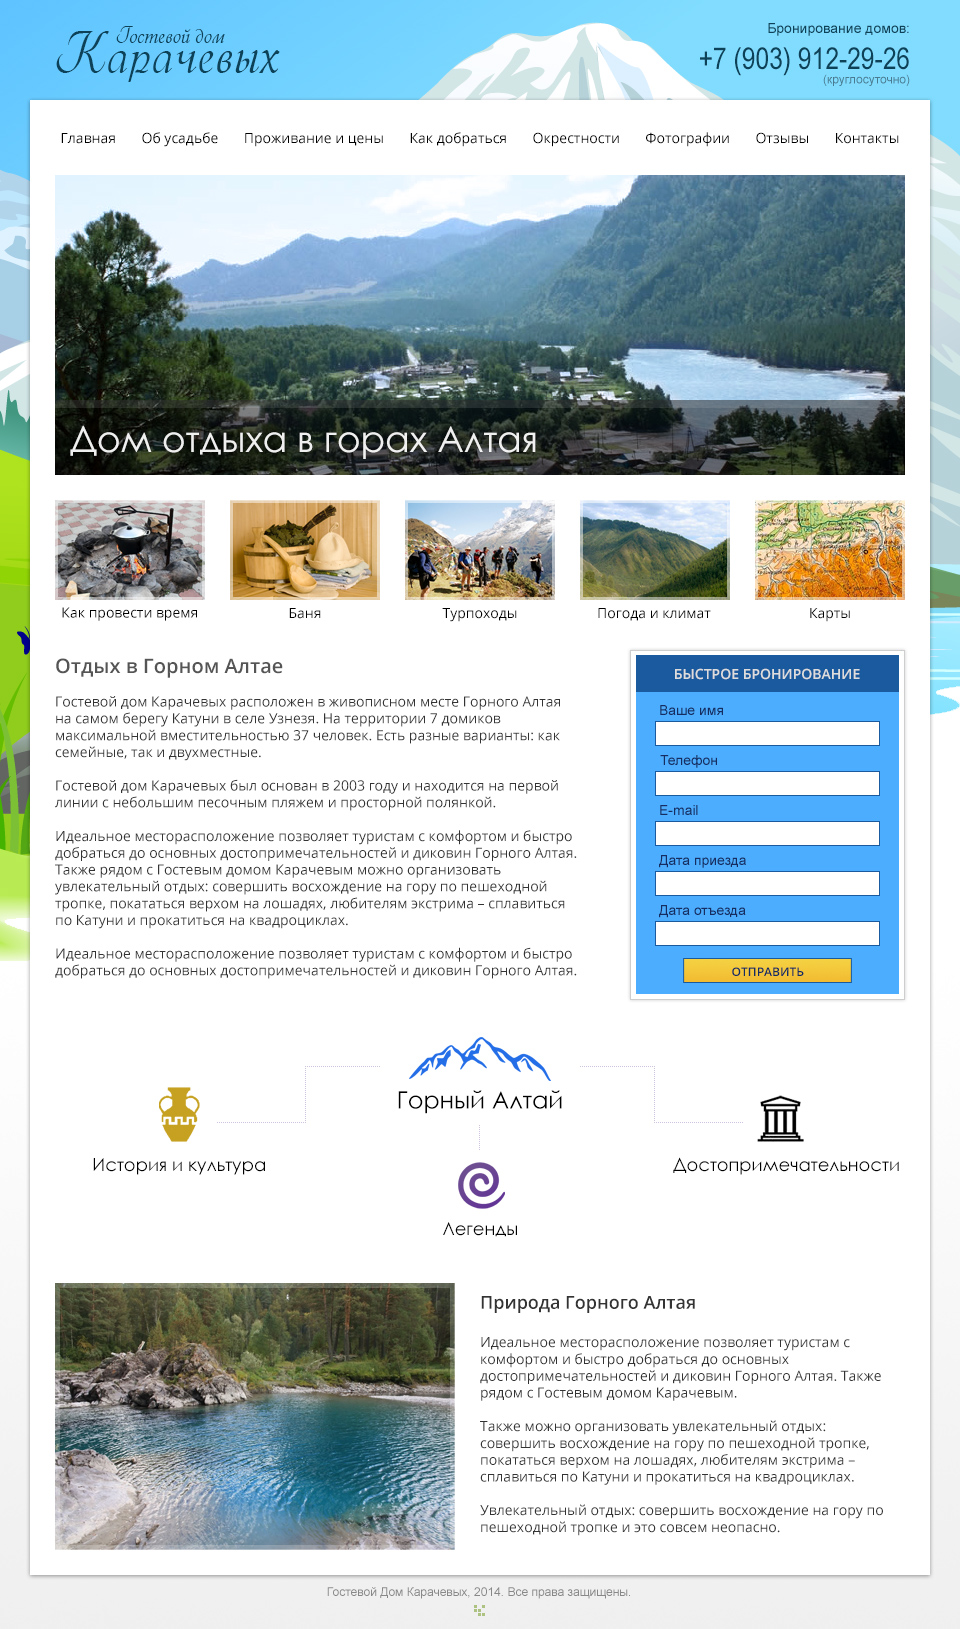 Гостевой дом
Карачевых
Бронирование домов:
+7 (903) 912-29-26
(круглосуточно)
Главная Об усадьбе Проживание и цены Как добраться Окрестности Фотографии Отзывы Контакты
Дом отдыха в горах Алтая
Как провести время Баня Турпоходы Погода и климат Карты
Отдых в Горном Алтае
Гостевой дом Карачевых расположен в живописном месте Горного Алтая
на самом берегу Катуни в селе Узнезя. На территории 7 домиков
максимальной вместительностью 37 человек. Есть разные варианты: как
семейные, так и двухместные.
Гостевой дом Карачевых был основан в 2003 году и находится на первой
линии с небольшим песочным пляжем и просторной полянкой.
Идеальное месторасположение позволяет туристам с комфортом и быстро
добраться до основных достопримечательностей и диковин Горного Алтая.
Также рядом с Гостевым домом Карачевым можно организовать
увлекательный отдых: совершить восхождение на гору по пешеходной
тропке, покататься верхом на лошадях, любителям экстрима – сплавиться
по Катуни и прокатиться на квадроциклах.
Идеальное месторасположение позволяет туристам с комфортом и быстро
добраться до основных достопримечательностей и диковин Горного Алтая.
БЫСТРОЕ БРОНИРОВАНИЕ
Ваше имя
Телефон
E-mail
Дата приезда
Дата отъезда
ОТПРАВИТЬ
Горный Алтай
История и культура
Достопримечательности
Легенды
Природа Горного Алтая
Идеальное месторасположение позволяет туристам с
комфортом и быстро добраться до основных
достопримечательностей и диковин Горного Алтая. Также
рядом с Гостевым домом Карачевым.
Также можно организовать увлекательный отдых:
совершить восхождение на гору по пешеходной тропке,
покататься верхом на лошадях, любителям экстрима –
сплавиться по Катуни и прокатиться на квадроциклах.
Увлекательный отдых: совершить восхождение на гору по
пешеходной тропке и это совсем неопасно.
Гостевой Дом Карачевых, 2014. Все права защищены.